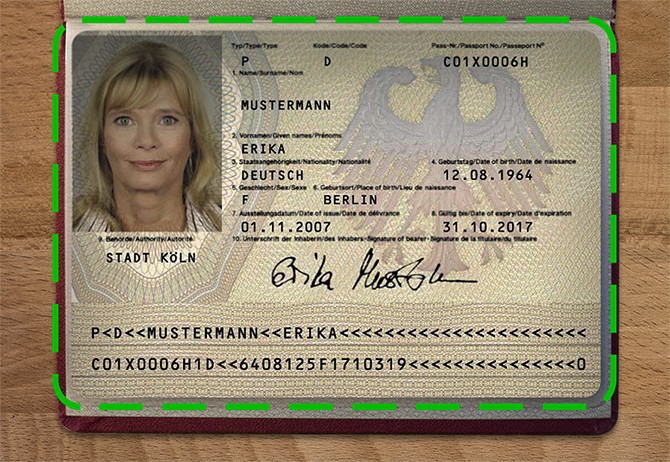 Typ/Type/Type Kode/Code/Code Pass-Nr./Passport No./Passeport Nº
P D C01X0006H
1. Name/Surname/Nom
MUSTERMANN
2. Vornamen/Given names/Prénoms
ERIKA
3. Staatsangehörigkeit/Nationality/Nationalité 4. Geburtstag/Date of birth/Date de naissance
DEUTSCH 12.08.1964
5. Geschlecht/Sex/Sexe 6. Geburtsort/Place of birth/Lieu de naissance
F BERLIN
7. Ausstellungsdatum/Date of issue/Date de délivrance 8. Gültig bis/Date of expiry/Date d'expiration
01.11.2007 31.10.2017
9. Behörde/Authority/Autorité 10. Unterschrift der Inhaberin/des Inhabers-Signature of bearer-Signature de la titulaire/du titulaire
STADT KÖLN
Erika Mustermann
P<D<<MUSTERMANN<<ERIKA<<<<<<<<<<<<<<<<<<<<<<
C01X0006H1D<<6408125F1710319<<<<<<<<<<<<<<<0